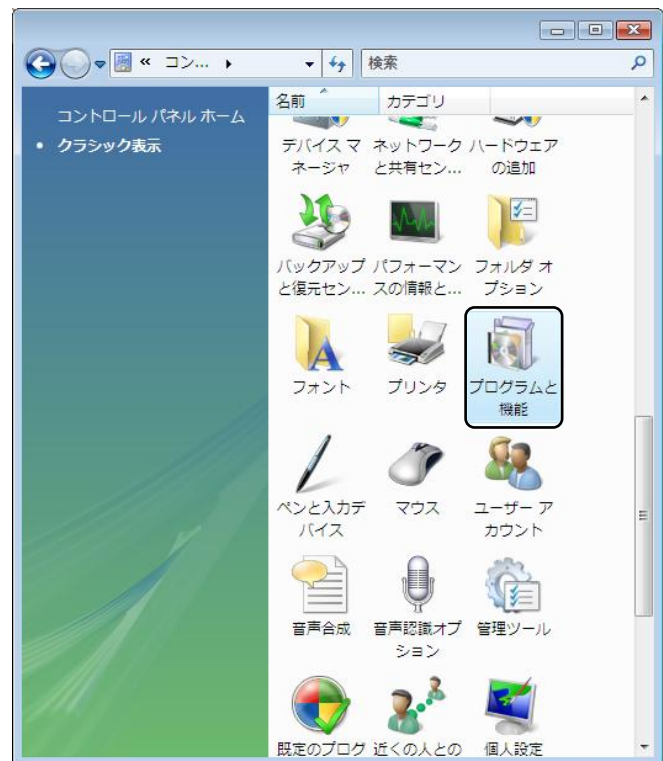 コン...
検索
コントロール パネル ホーム
クラシック表示
名前 カテゴリ
デバイス マ
ネージャ
ネットワーク
と共有セン...
ハードウェア
の追加
バックアップ
と復元セン...
パフォーマン
スの情報と...
フォルダ オ
プション
フォント
プリンタ
プログラムと
機能
ペンと入力デ
バイス
マウス
ユーザー ア
カウント
音声合成
音声認識オプ
ション
管理ツール
既定のプログ
近くの人との
個人設定